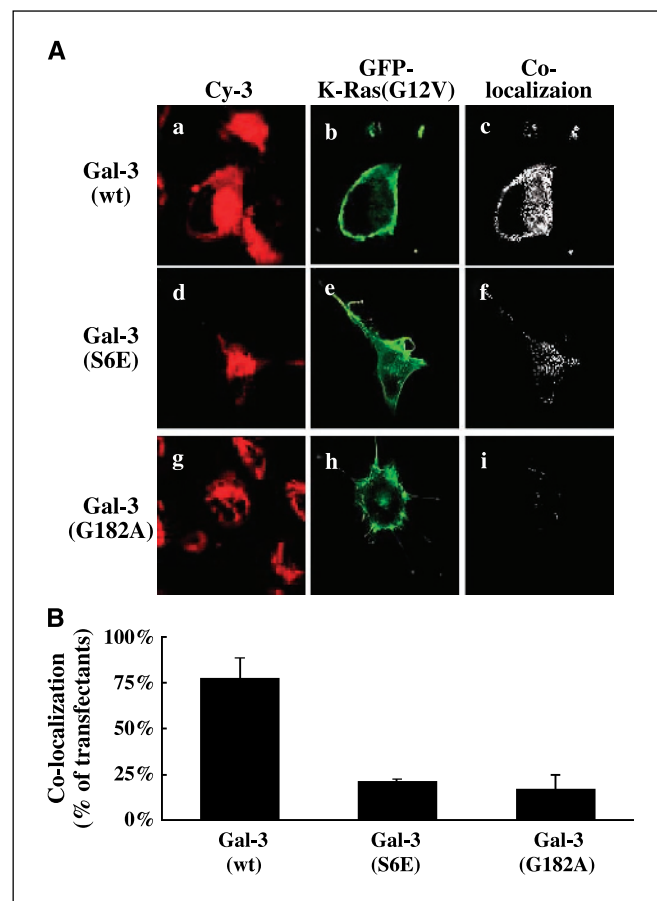 A
Cy-3
GFP-
K-Ras(G12V)
Co-
localizaion
Gal-3
(wt)
a
b
c
Gal-3
(S6E)
d
e
f
Gal-3
(G182A)
g
h
i
B
Co-localization
(% of transfectants)
100%
75%
50%
25%
0%
Gal-3
(wt)
Gal-3
(S6E)
Gal-3
(G182A)